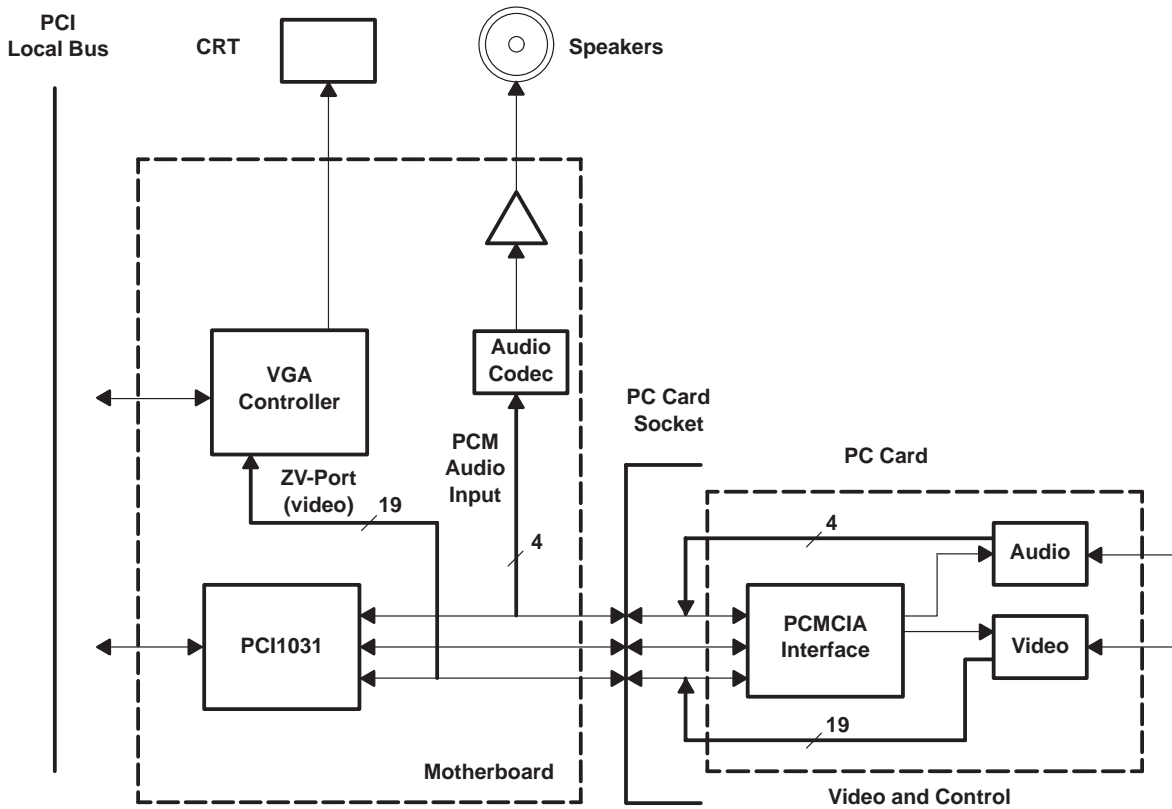 PCI
Local Bus
CRT
Speakers
VGA
Controller
Audio
Codec
PCM
Audio
Input
ZV-Port
(video)
19
4
PCI1031
Motherboard
PC Card
Socket
PC Card
4
Audio
PCMCIA
Interface
Video
19
Video and Control